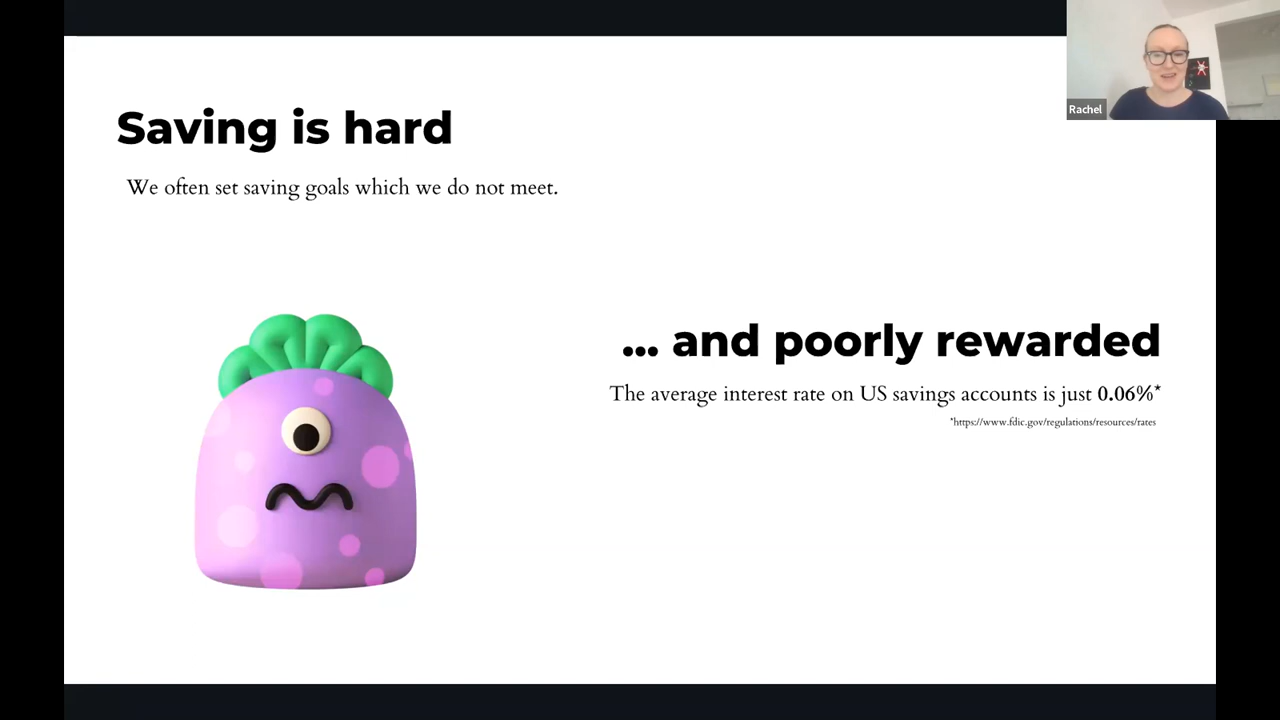 Rachel
Saving is hard
We often set saving goals which we do not meet.
... and poorly rewarded
The average interest rate on US savings accounts is just 0.06%*
*https://www.fdic.gov/regulations/resources/rates